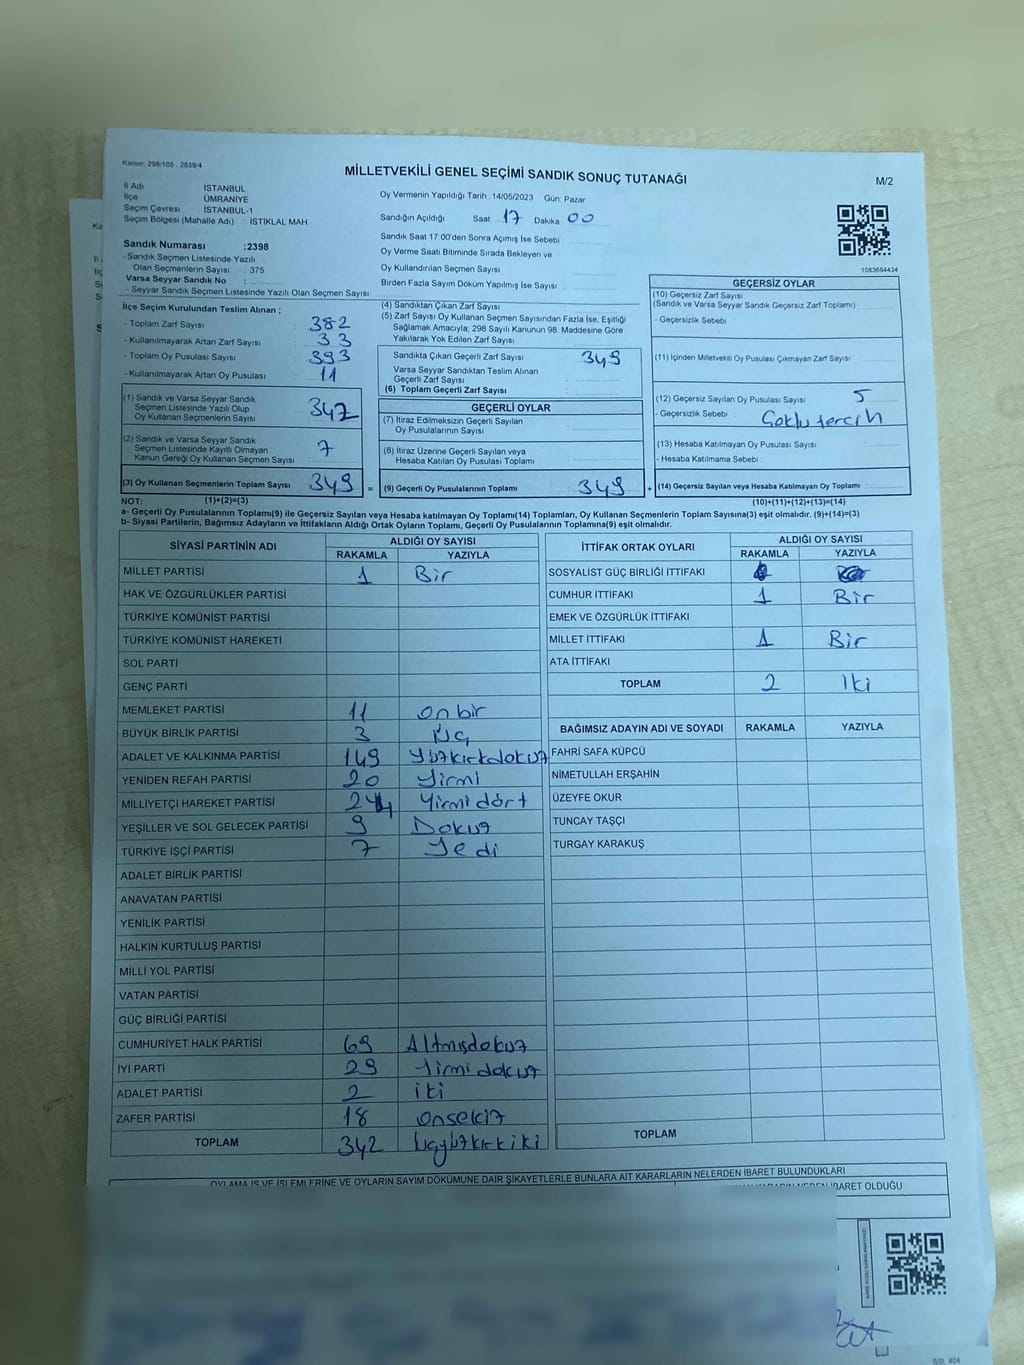 Kanun: 298/105 . 2839/4
MİLLETVEKİLİ GENEL SEÇİMİ SANDIK SONUÇ TUTANAĞI
M/2
İl Adı İSTANBUL
İlçe ÜMRANİYE
Seçim Çevresi İSTANBUL-1
Seçim Bölgesi (Mahalle Adı) : İSTİKLAL MAH
Oy Vermenin Yapıldığı Tarih :14/05/2023 Gün: Pazar
Sandığın Açıldığı Saat: 17 Dakika 00
Sandık Saat 17:00'den Sonra Açılmış İse Sebebi :
Oy Verme Saati Bitiminde Sırada Bekleyen ve
Oy Kullandırılan Seçmen Sayısı
Birden Fazla Sayım Döküm Yapılmış İse Sayısı :
1083694434
Sandık Numarası :2398
- Sandık Seçmen Listesinde Yazılı
Olan Seçmenlerin Sayısı : 375
Varsa Seyyar Sandık No :
- Seyyar Sandık Seçmen Listesinde Yazılı Olan Seçmen Sayısı
İlçe Seçim Kurulundan Teslim Alınan ;
- Toplam Zarf Sayısı 382
- Kullanılmayarak Artan Zarf Sayısı 33
- Toplam Oy Pusulası Sayısı 393
- Kullanılmayarak Artan Oy Pusulası 11
(1) Sandık ve Varsa Seyyar Sandık
Seçmen Listesinde Yazılı Olup
Oy Kullanan Seçmenlerin Sayısı 342
(2) Sandık ve Varsa Seyyar Sandık
Seçmen Listesinde Kayıtlı Olmayan
Kanun Gereği Oy Kullanan Seçmen Sayısı : 7
(3) Oy Kullanan Seçmenlerin Toplam Sayısı 349 =
(4) Sandıktan Çıkan Zarf Sayısı
(5) Zarf Sayısı Oy Kullanan Seçmen Sayısından Fazla İse, Eşitliği
Sağlamak Amacıyla, 298 Sayılı Kanunun 98. Maddesine Göre
Yakılarak Yok Edilen Zarf Sayısı
Sandıkta Çıkan Geçerli Zarf Sayısı 349
Varsa Seyyar Sandıktan Teslim Alınan
Geçerli Zarf Sayısı
(6) Toplam Geçerli Zarf Sayısı
GEÇERLİ OYLAR
(7) İtiraz Edilmeksizin Geçerli Sayılan
Oy Pusulalarının Sayısı
(8) İtiraz Üzerine Geçerli Sayılan veya
Hesaba Katılan Oy Pusulası Toplamı
(9) Geçerli Oy Pusulalarının Toplamı 349 +
GEÇERSİZ OYLAR
(10) Geçersiz Zarf Sayısı
(Sandık ve Varsa Seyyar Sandık Geçersiz Zarf Toplamı)
- Geçersizlik Sebebi :
(11) İçinden Milletvekili Oy Pusulası Çıkmayan Zarf Sayısı
(12) Geçersiz Sayılan Oy Pusulası Sayısı 5
- Geçersizlik Sebebi : Çoklu tercih
(13) Hesaba Katılmayan Oy Pusulası Sayısı
- Hesaba Katılmama Sebebi
(14) Geçersiz Sayılan veya Hesaba Katılmayan Oy Toplamı
NOT: (1)+(2)=(3) (10)+(11)+(12)+(13)=(14)
a- Geçerli Oy Pusulalarının Toplamı(9) ile Geçersiz Sayılan veya Hesaba katılmayan Oy Toplamı(14) Toplamları, Oy Kullanan Seçmenlerin Toplam Sayısına(3) eşit olmalıdır. (9)+(14)=(3)
b- Siyasi Partilerin, Bağımsız Adayların ve İttifakların Aldığı Ortak Oyların Toplamı, Geçerli Oy Pusulalarının Toplamına(9) eşit olmalıdır.
SİYASİ PARTİNİN ADI ALDIĞI OY SAYISI
RAKAMLA YAZIYLA
MİLLET PARTİSİ 1 Bir
HAK VE ÖZGÜRLÜKLER PARTİSİ
TÜRKİYE KOMÜNİST PARTİSİ
TÜRKİYE KOMÜNİST HAREKETİ
SOL PARTİ
GENÇ PARTİ
MEMLEKET PARTİSİ 11 onbir
BÜYÜK BİRLİK PARTİSİ 3 Üç
ADALET VE KALKINMA PARTİSİ 149 Yüzkırkdokuz
YENİDEN REFAH PARTİSİ 20 Yirmi
MİLLİYETÇİ HAREKET PARTİSİ 24 Yirmi dört
YEŞİLLER VE SOL GELECEK PARTİSİ 9 Dokuz
TÜRKİYE İŞÇİ PARTİSİ 7 Yedi
ADALET BİRLİK PARTİSİ
ANAVATAN PARTİSİ
YENİLİK PARTİSİ
HALKIN KURTULUŞ PARTİSİ
MİLLİ YOL PARTİSİ
VATAN PARTİSİ
GÜÇ BİRLİĞİ PARTİSİ
CUMHURİYET HALK PARTİSİ 69 Altmışdokuz
İYİ PARTİ 29 Yirmi dokuz
ADALET PARTİSİ 2 iki
ZAFER PARTİSİ 18 onsekiz
TOPLAM 342 Üçyüzkırkiki
İTTİFAK ORTAK OYLARI ALDIĞI OY SAYISI
RAKAMLA YAZIYLA
SOSYALİST GÜÇ BİRLİĞİ İTTİFAKI
CUMHUR İTTİFAKI 1 Bir
EMEK VE ÖZGÜRLÜK İTTİFAKI
MİLLET İTTİFAKI 1 Bir
ATA İTTİFAKI
TOPLAM 2 İki
BAĞIMSIZ ADAYIN ADI VE SOYADI RAKAMLA YAZIYLA
FAHRİ SAFA KÜPCÜ
NİMETULLAH ERŞAHİN
ÜZEYFE OKUR
TUNCAY TAŞÇI
TURGAY KARAKUŞ
TOPLAM
OYLAMA İŞ VE İŞLEMLERİNE VE OYLARIN SAYIM DÖKÜMÜNE DAİR ŞİKAYETLERLE BUNLARA AİT KARARLARIN NELERDEN İBARET BULUNDUKLARI
NEDEN İBARET OLDUĞU